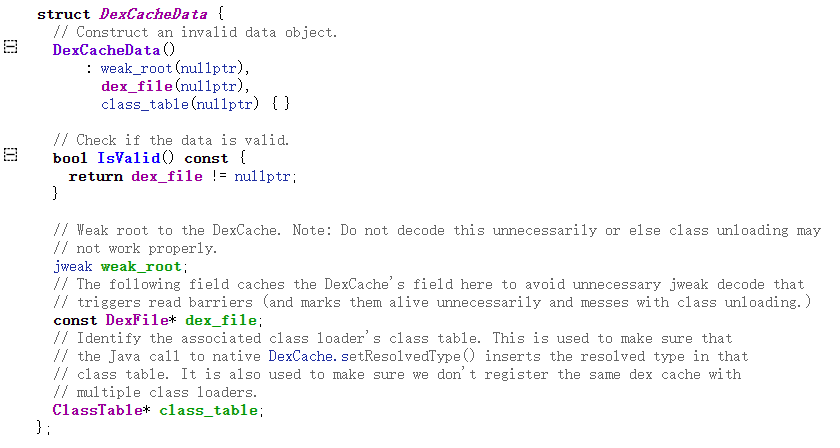 struct DexCacheData {
  // Construct an invalid data object.
  DexCacheData()
      : weak_root(nullptr),
        dex_file(nullptr),
        class_table(nullptr) { }
  // Check if the data is valid.
  bool IsValid() const {
    return dex_file != nullptr;
  }
  // Weak root to the DexCache. Note: Do not decode this unnecessarily or else class unloading may
  // not work properly.
  jweak weak_root;
  // The following field caches the DexCache's field here to avoid unnecessary jweak decode that
  // triggers read barriers (and marks them alive unnecessarily and messes with class unloading.)
  const DexFile* dex_file;
  // Identify the associated class loader's class table. This is used to make sure that
  // the Java call to native DexCache.setResolvedType() inserts the resolved type in that
  // class table. It is also used to make sure we don't register the same dex cache with
  // multiple class loaders.
  ClassTable* class_table;
};